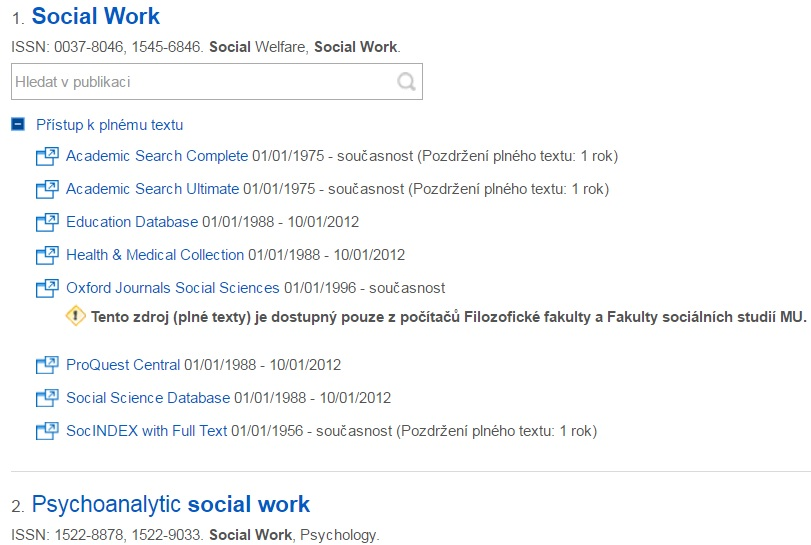 1. Social Work
ISSN: 0037-8046, 1545-6846. Social Welfare, Social Work.
Hledat v publikaci
Přístup k plnému textu
Academic Search Complete 01/01/1975 - současnost (Pozdržení plného textu: 1 rok)
Academic Search Ultimate 01/01/1975 - současnost (Pozdržení plného textu: 1 rok)
Education Database 01/01/1988 - 10/01/2012
Health & Medical Collection 01/01/1988 - 10/01/2012
Oxford Journals Social Sciences 01/01/1996 - současnost
Tento zdroj (plné texty) je dostupný pouze z počítačů Filozofické fakulty a Fakulty sociálních studií MU.
ProQuest Central 01/01/1988 - 10/01/2012
Social Science Database 01/01/1988 - 10/01/2012
SocINDEX with Full Text 01/01/1956 - současnost (Pozdržení plného textu: 1 rok)
2. Psychoanalytic social work
ISSN: 1522-8878, 1522-9033. Social Work, Psychology.